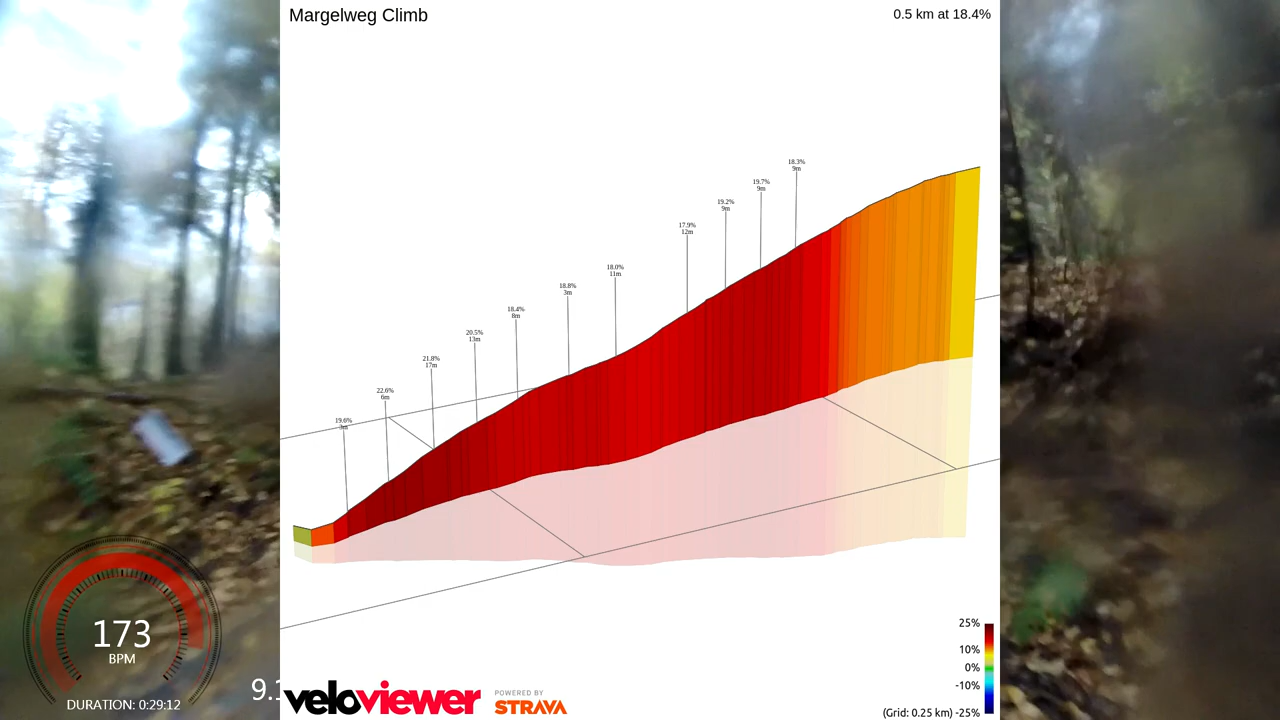 Margelweg Climb
0.5 km at 18.4%
18.3%
9m
19.7%
9m
19.2%
9m
17.9%
12m
18.0%
11m
18.8%
3m
18.4%
8m
20.5%
13m
21.8%
17m
22.6%
6m
19.6%
173
BPM
DURATION: 0:29:12
9.1
veloviewer
POWERED BY
STRAVA
25%
10%
0%
-10%
(Grid: 0.25 km) -25%